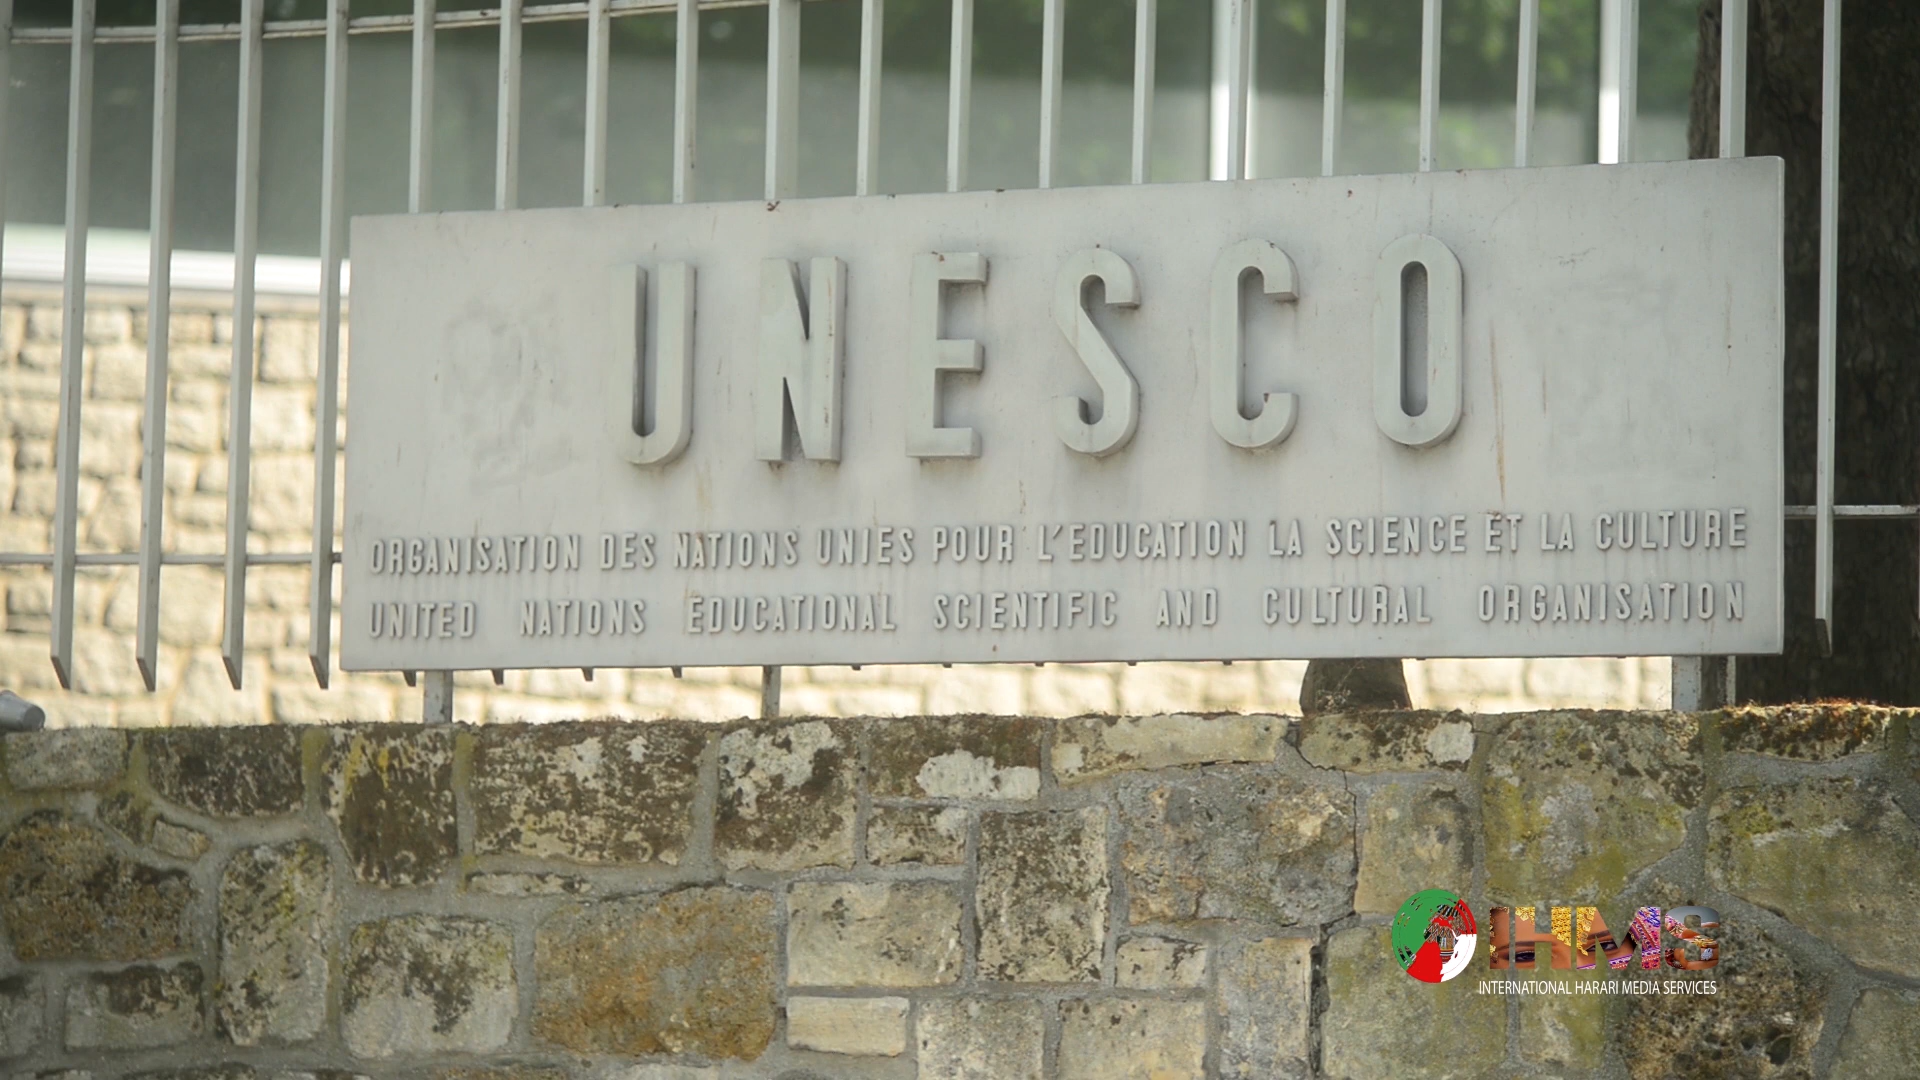 UNESCO
ORGANISATION DES NATIONS UNIES POUR L'EDUCATION LA SCIENCE ET LA CULTURE
UNITED NATIONS EDUCATIONAL SCIENTIFIC AND CULTURAL ORGANISATION
IHMS
INTERNATIONAL HARARI MEDIA SERVICES